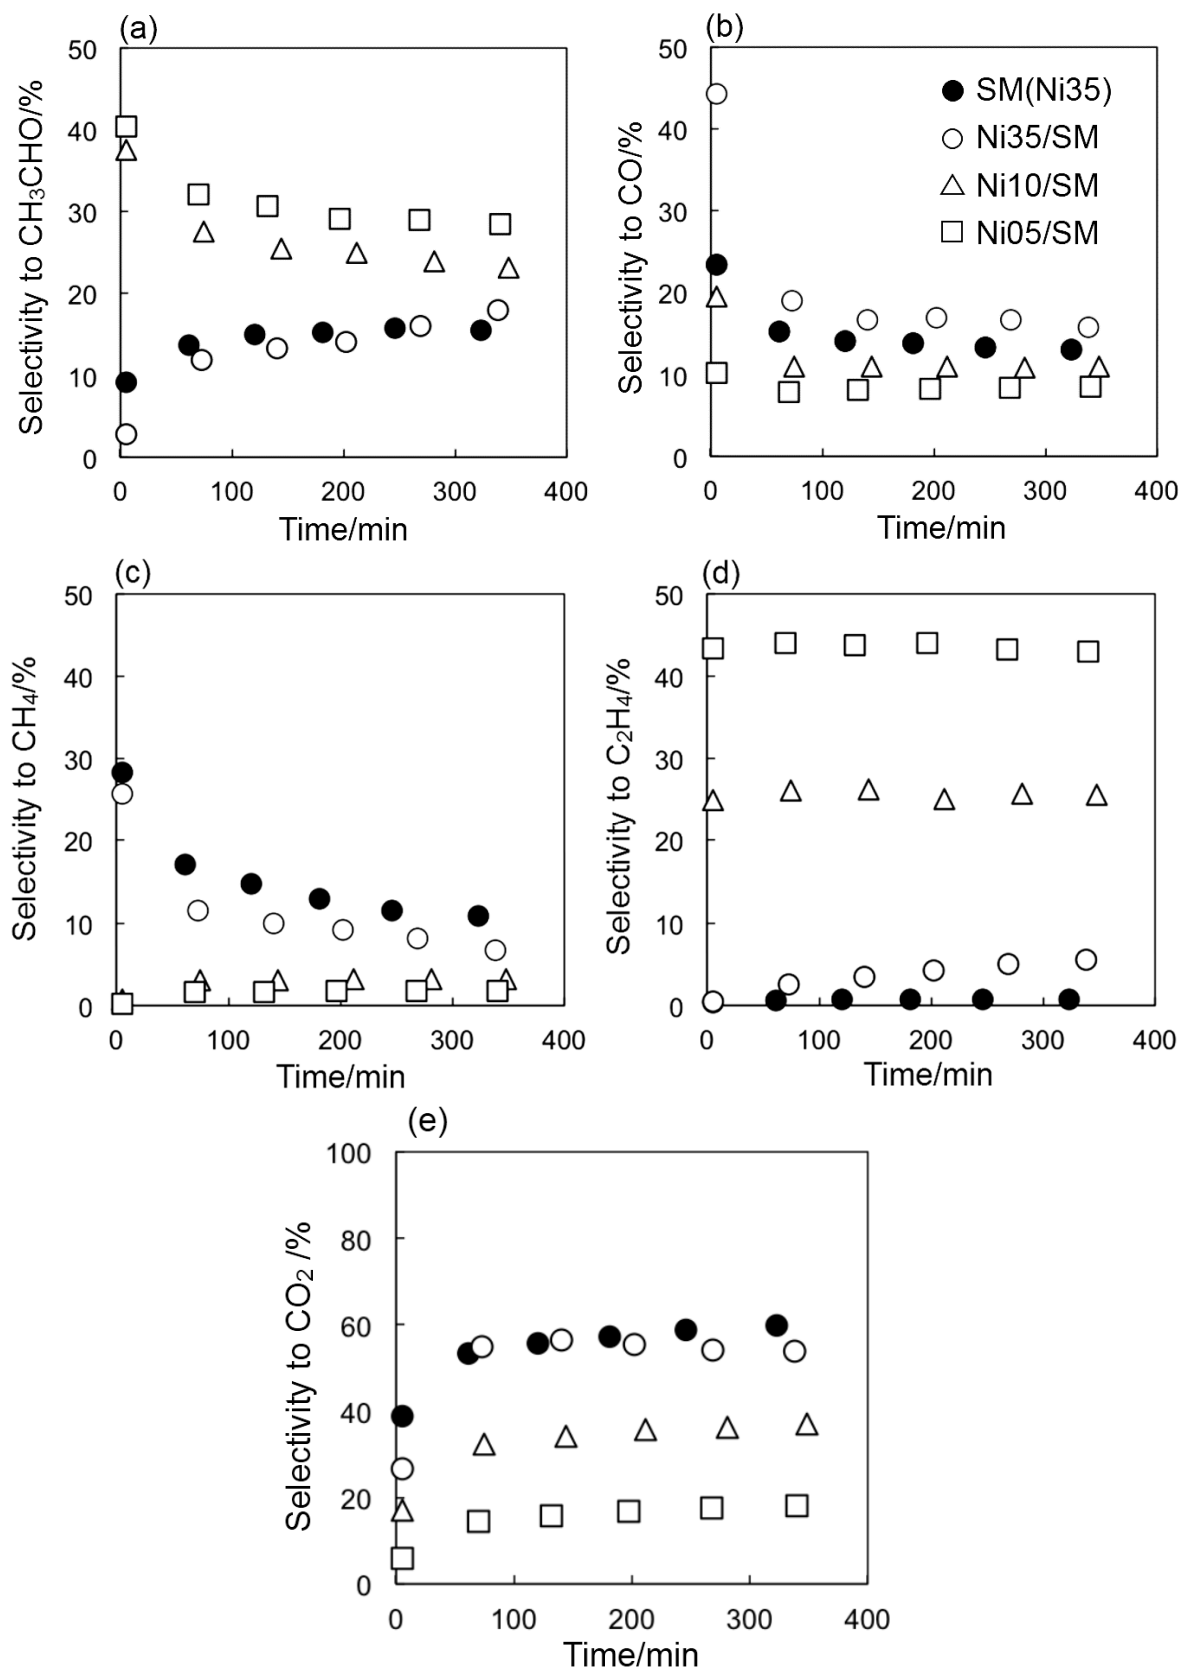 (a)
50
40
30
20
10
0
Selectivity to CH₃CHO/%
0 100 200 300 400
Time/min
(b)
50
40
30
20
10
0
Selectivity to CO/%
SM(Ni35)
Ni35/SM
Ni10/SM
Ni05/SM
0 100 200 300 400
Time/min
(c)
50
40
30
20
10
0
Selectivity to CH₄/%
0 100 200 300 400
Time/min
(d)
50
40
30
20
10
0
Selectivity to C₂H₄/%
0 100 200 300 400
Time/min
(e)
100
80
60
40
20
0
Selectivity to CO₂ /%
0 100 200 300 400
Time/min